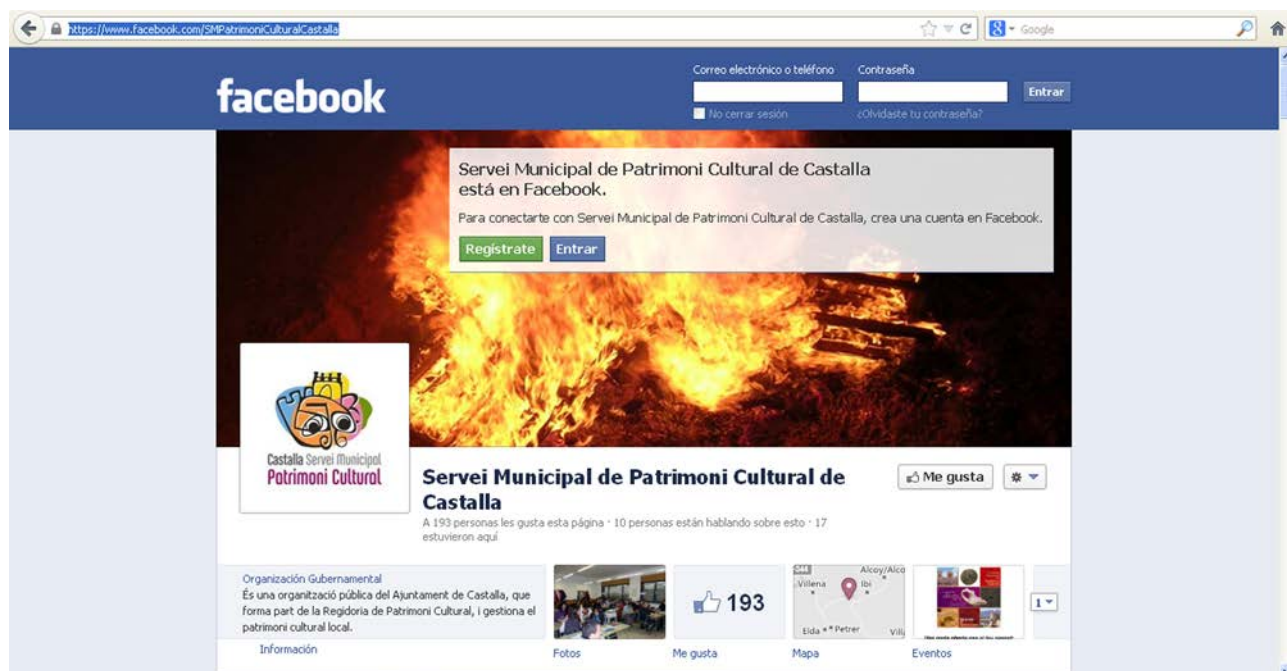 https://www.facebook.com/SMPatrimoniCulturalCastalla
Google
facebook
Correo electrónico o teléfono
Contraseña
Entrar
No cerrar sesión
¿Olvidaste tu contraseña?
Servei Municipal de Patrimoni Cultural de Castalla
está en Facebook.
Para conectarte con Servei Municipal de Patrimoni Cultural de Castalla, crea una cuenta en Facebook.
Regístrate
Entrar
Castalla Servei Municipal
Patrimoni Cultural
Servei Municipal de Patrimoni Cultural de
Castalla
A 193 personas les gusta esta página · 10 personas están hablando sobre esto · 17
estuvieron aquí
Me gusta
Organización Gubernamental
És una organització pública del Ajuntament de Castalla, que
forma part de la Regidoria de Patrimoni Cultural, i gestiona el
patrimoni cultural local.
Información
Fotos
193
Me gusta
Villena
Alcoy/Alco
Ibi
Elda
Petrer
Mapa
Eventos
1